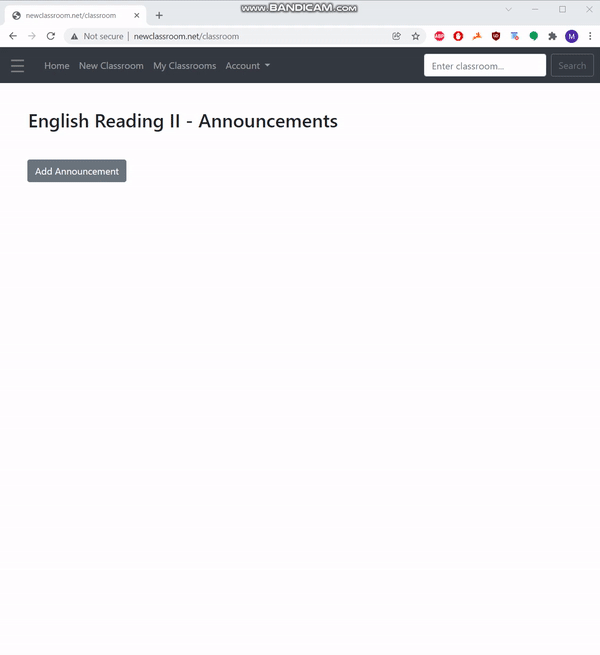 www.BANDICAM.com
newclassroom.net/classroom
Not secure | newclassroom.net/classroom
ABP
M
Home New Classroom My Classrooms Account Enter classroom... Search
English Reading II - Announcements
Add Announcement